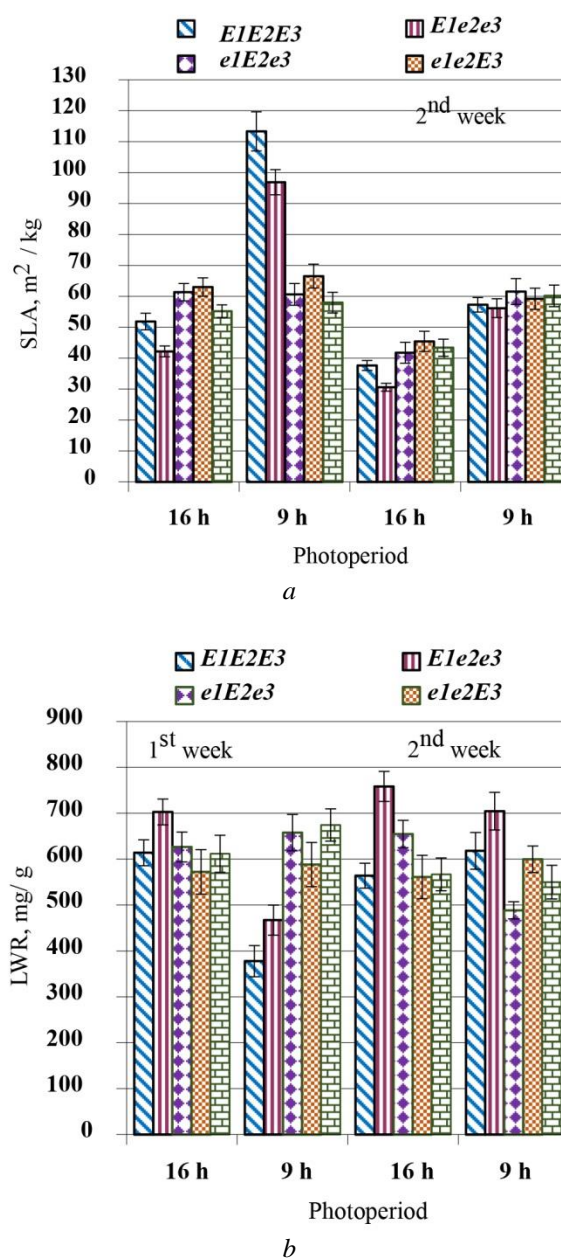 E1E2E3 E1e2e3
e1E2e3 e1e2E3
130
120
110
100
90
80
70
60
50
40
30
20
10
0
SLA, m2 / kg
2nd week
16 h 9 h 16 h 9 h
Photoperiod
a
E1E2E3 E1e2e3
e1E2e3 e1e2E3
900
800
700
600
500
400
300
200
100
0
LWR, mg/ g
1st week 2nd week
16 h 9 h 16 h 9 h
Photoperiod
b